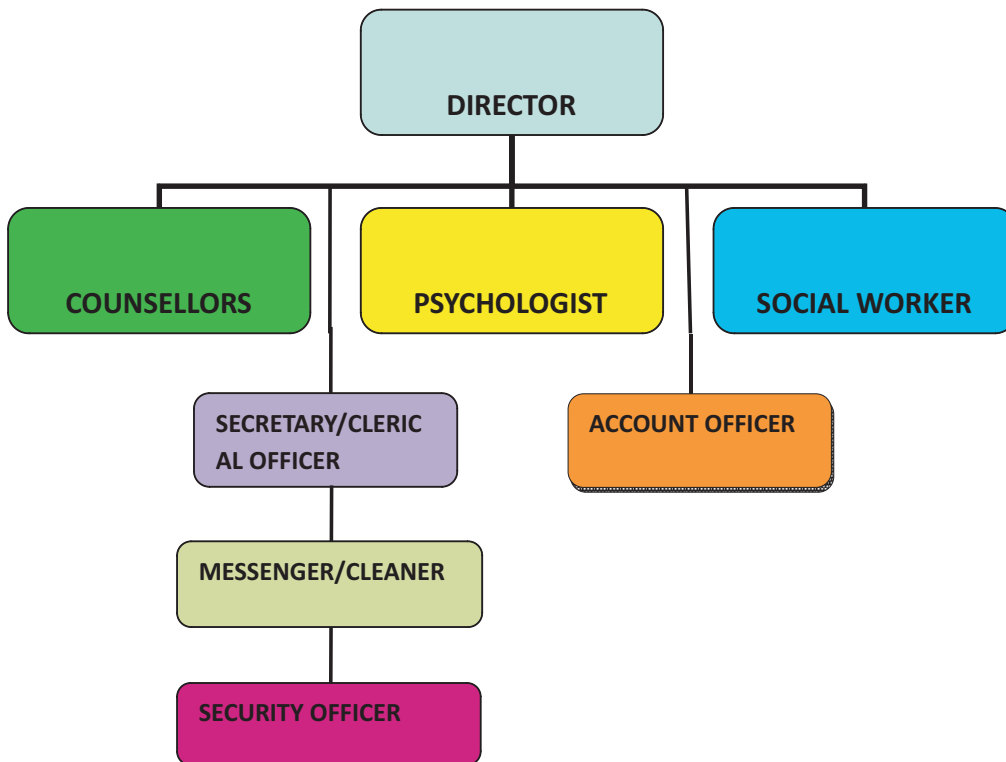 DIRECTOR
COUNSELLORS
PSYCHOLOGIST
SOCIAL WORKER
SECRETARY/CLERIC
AL OFFICER
ACCOUNT OFFICER
MESSENGER/CLEANER
SECURITY OFFICER